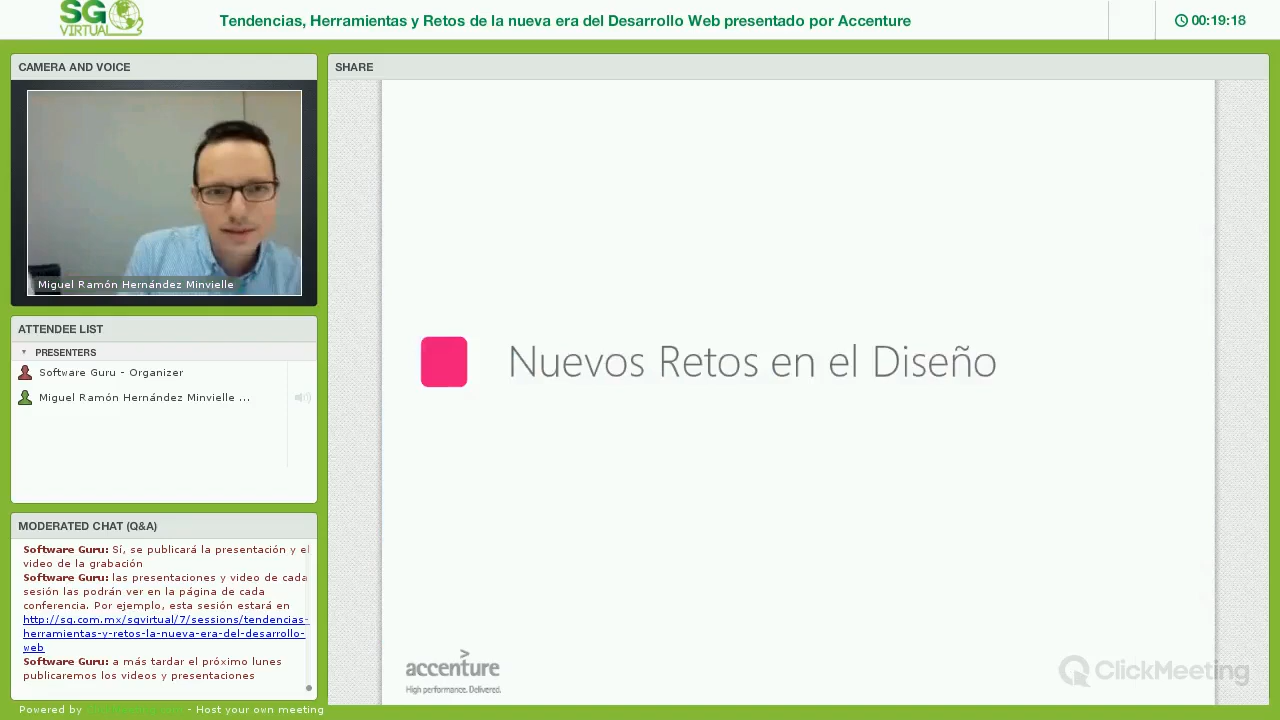 SG
VIRTUAL
Tendencias, Herramientas y Retos de la nueva era del Desarrollo Web presentado por Accenture
00:19:18
CAMERA AND VOICE
Miguel Ramón Hernández Minvielle
ATTENDEE LIST
PRESENTERS
Software Guru - Organizer
Miguel Ramón Hernández Minvielle ...
MODERATED CHAT (Q&A)
Software Guru: Sí, se publicará la presentación y el
video de la grabación
Software Guru: las presentaciones y video de cada
sesión las podrán ver en la página de cada
conferencia. Por ejemplo, esta sesión estará en
http://sg.com.mx/sgvirtual/7/sessions/tendencias-
herramientas-y-retos-la-nueva-era-del-desarrollo-
web
Software Guru: a más tardar el próximo lunes
publicaremos los videos y presentaciones
Powered by ClickMeeting.com - Host your own meeting
SHARE
Nuevos Retos en el Diseño
accenture
High performance. Delivered.
ClickMeeting